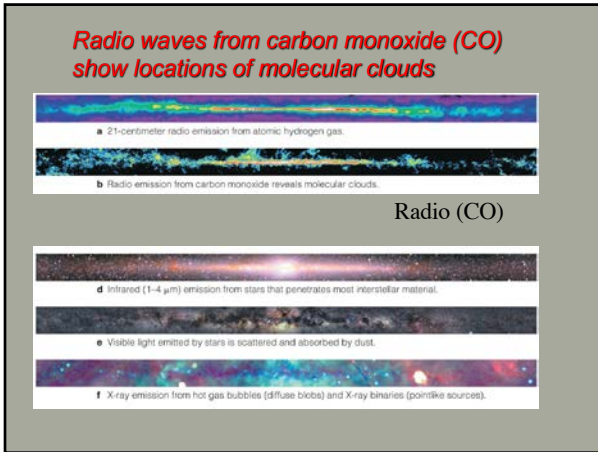 Radio waves from carbon monoxide (CO)
show locations of molecular clouds
a 21-centimeter radio emission from atomic hydrogen gas.
b Radio emission from carbon monoxide reveals molecular clouds.
Radio (CO)
d Infrared (1–4 μm) emission from stars that penetrates most interstellar material.
e Visible light emitted by stars is scattered and absorbed by dust.
f X-ray emission from hot gas bubbles (diffuse blobs) and X-ray binaries (pointlike sources).